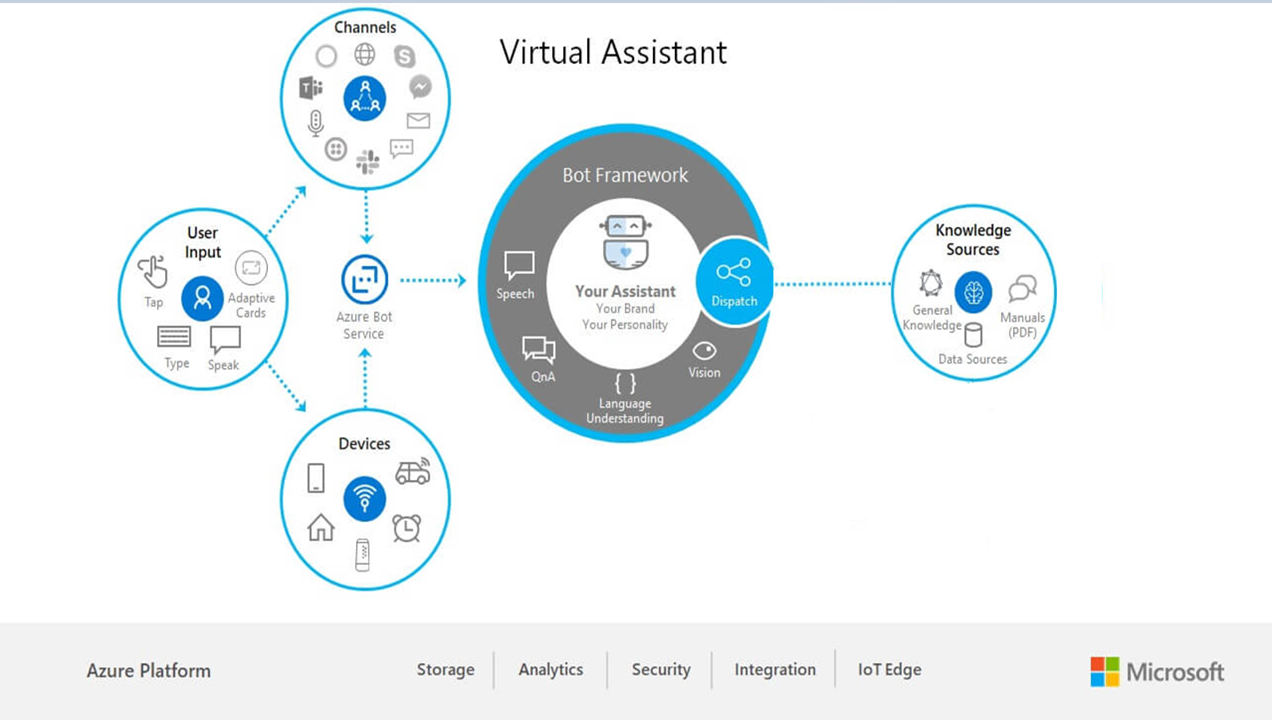 Virtual Assistant
Channels
User
Input
Tap
Adaptive
Cards
Type
Speak
Azure Bot
Service
Devices
Bot Framework
Speech
Your Assistant
Your Brand
Your Personality
Dispatch
QnA
Vision
{ }
Language
Understanding
Knowledge
Sources
General
Knowledge
Manuals
(PDF)
Data Sources
Azure Platform
Storage
Analytics
Security
Integration
IoT Edge
Microsoft